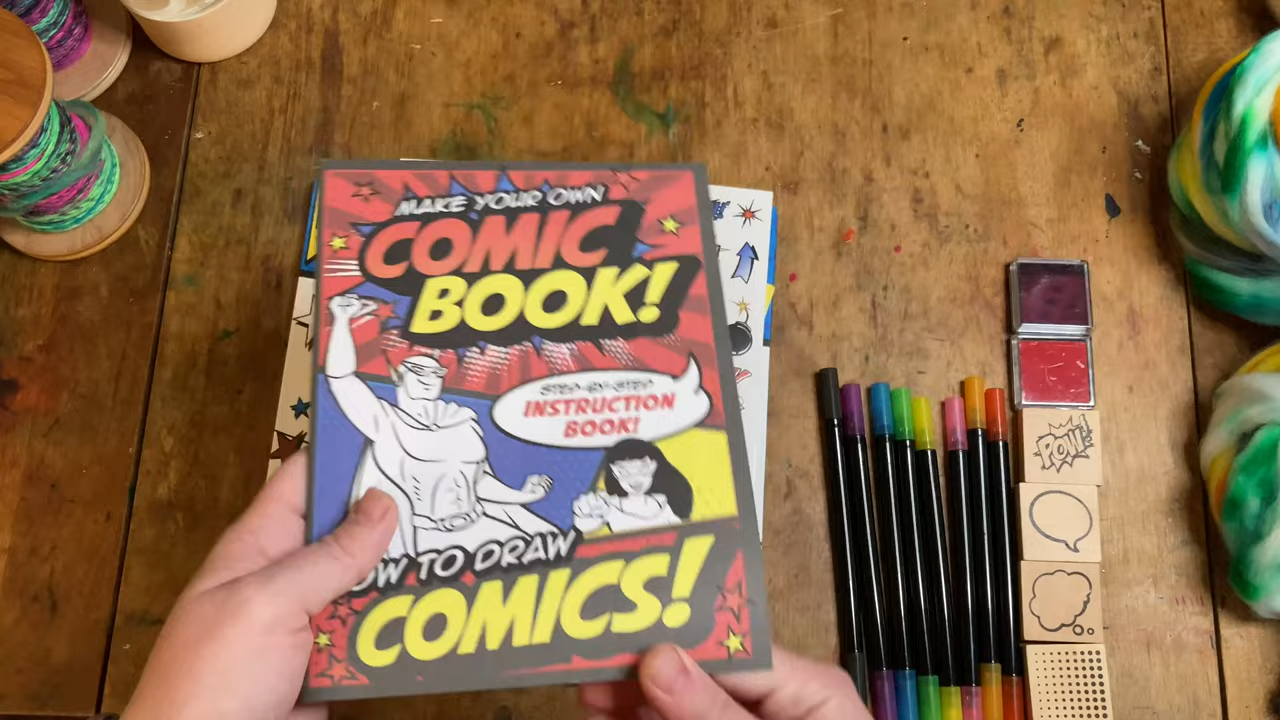 MAKE YOUR OWN
COMIC
BOOK!
STEP-BY-STEP
INSTRUCTION
BOOK!
OW TO DRAW
COMICS!
POW!